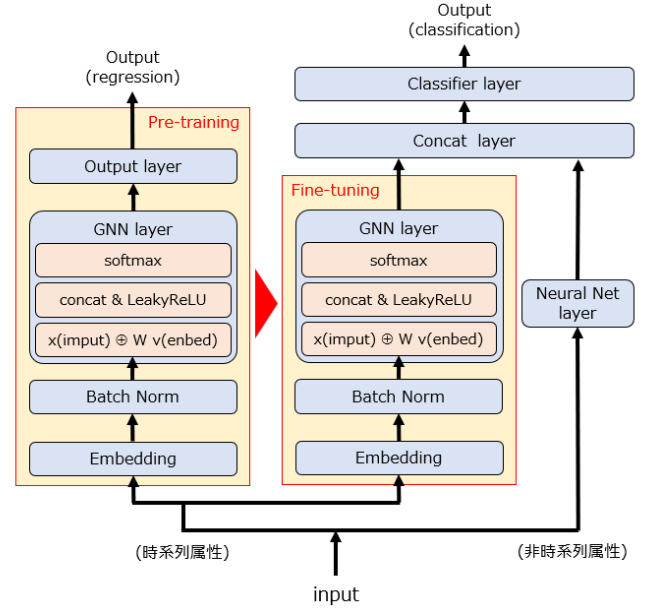 Output
(regression)
Pre-training
Output layer
GNN layer
softmax
concat & LeakyReLU
x(imput) ⊕ W v(enbed)
Batch Norm
Embedding
Output
(classification)
Classifier layer
Concat layer
Fine-tuning
GNN layer
softmax
concat & LeakyReLU
x(imput) ⊕ W v(enbed)
Batch Norm
Embedding
Neural Net
layer
(時系列属性)
(非時系列属性)
input